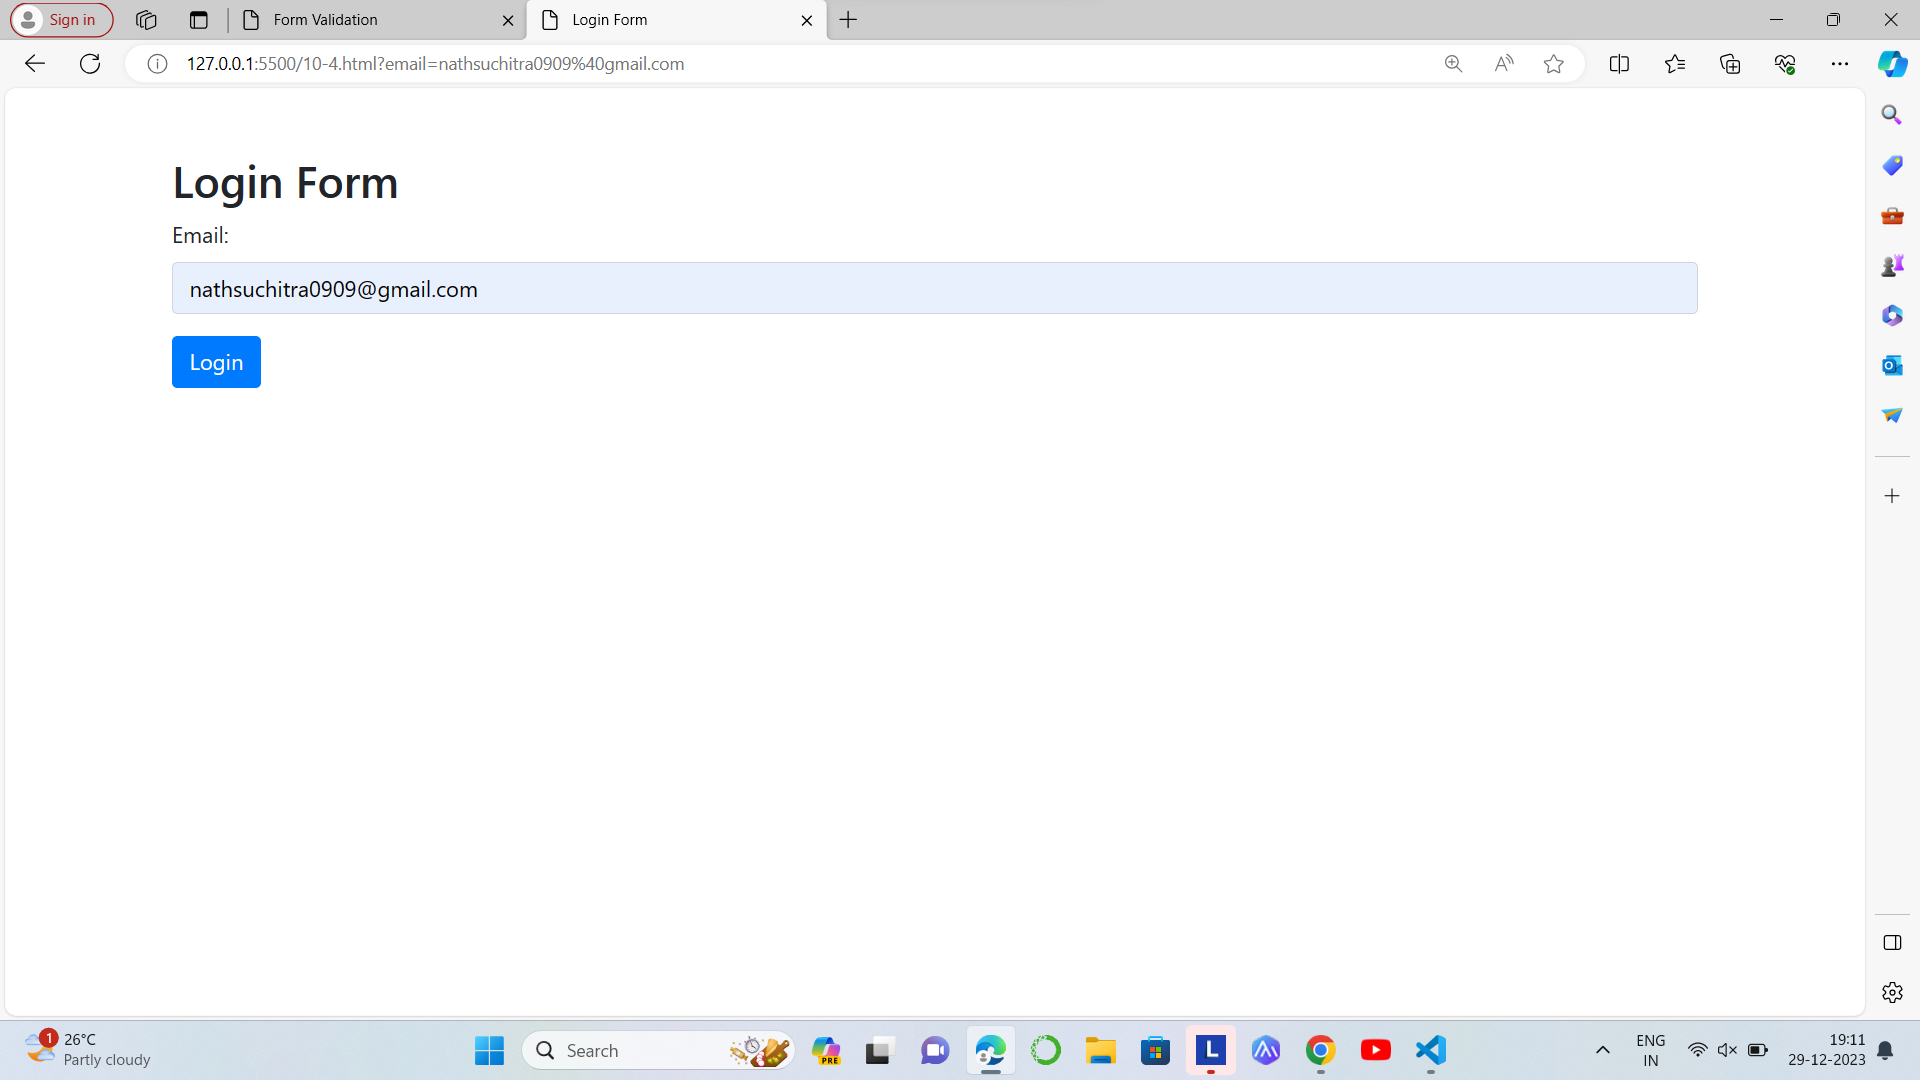 Sign in
Form Validation
Login Form
127.0.0.1:5500/10-4.html?email=nathsuchitra0909%40gmail.com
Login Form
Email:
nathsuchitra0909@gmail.com
Login
1
26°C
Partly cloudy
Search
PRE
L
ENG
IN
19:11
29-12-2023